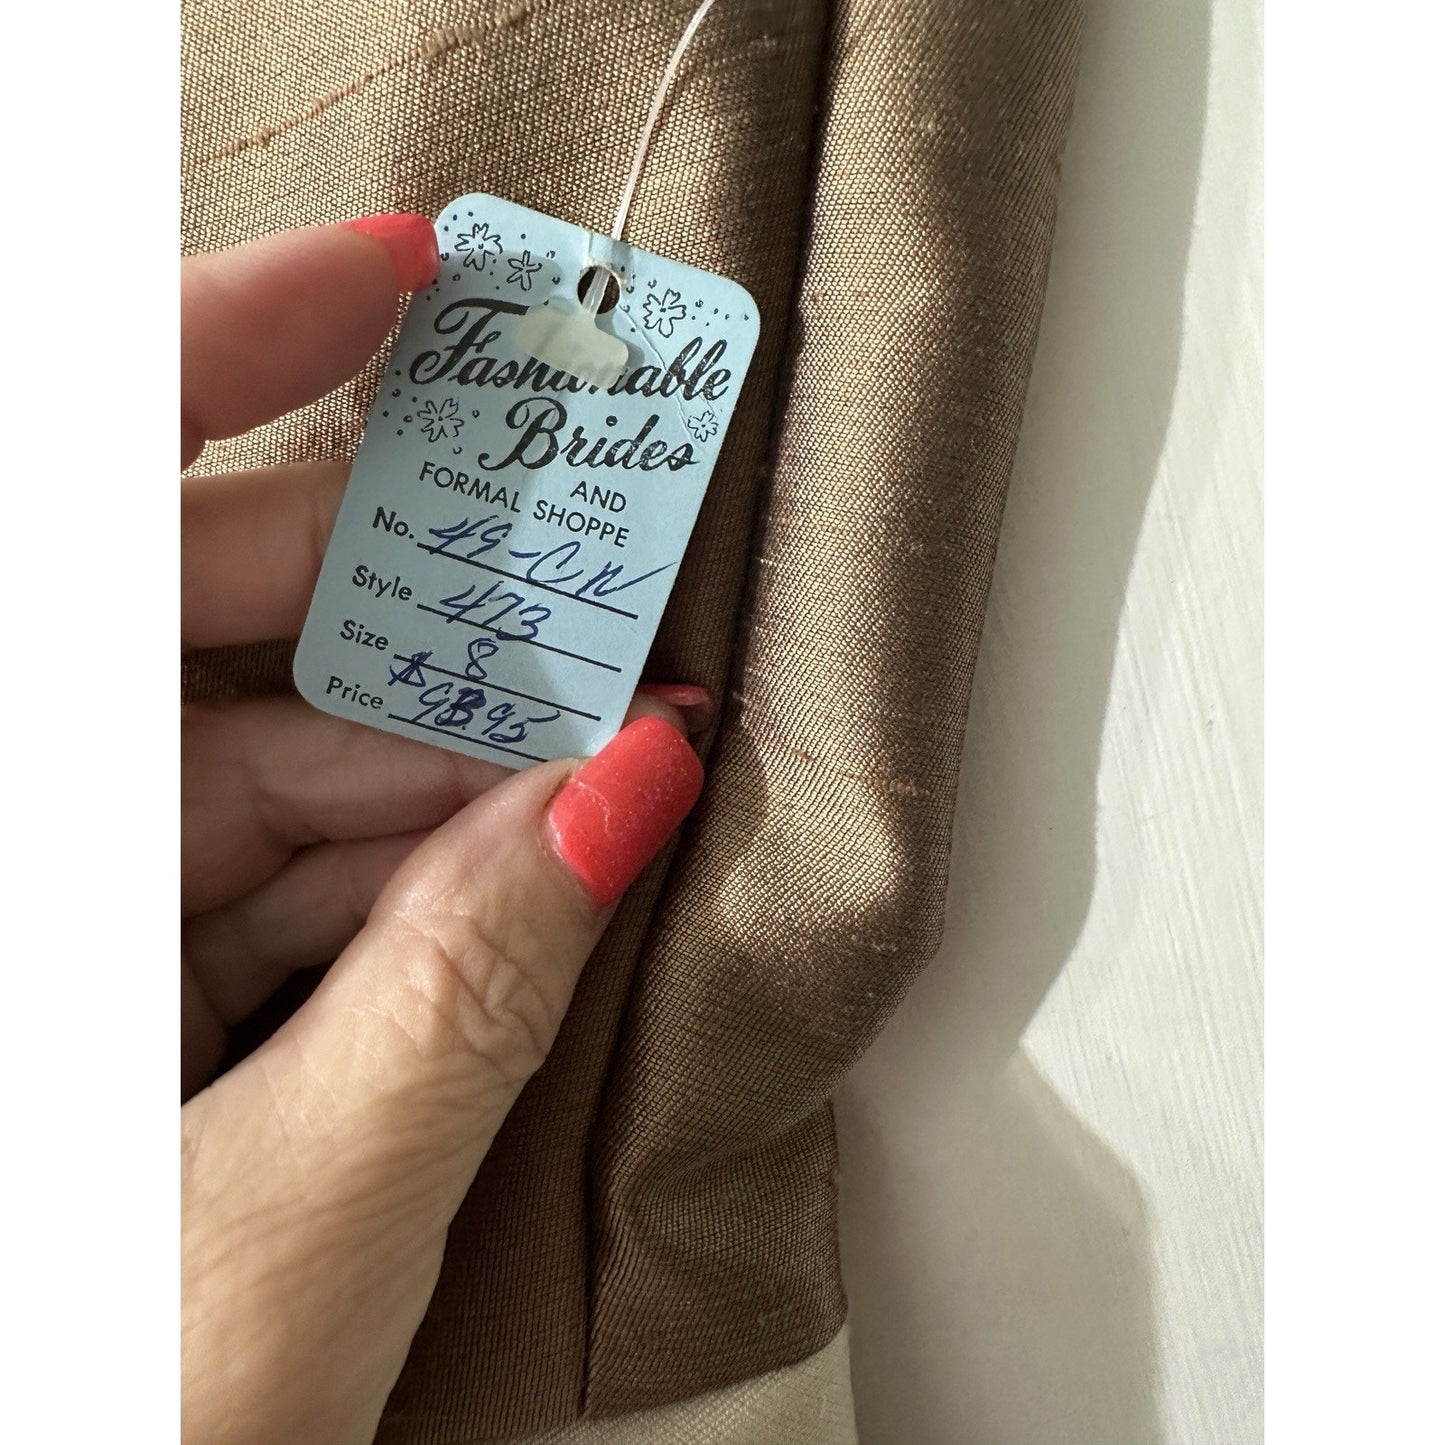 Fashionable
Brides
AND
FORMAL SHOPPE
No. 49-CN
Style 473
Size 8
Price $98.95